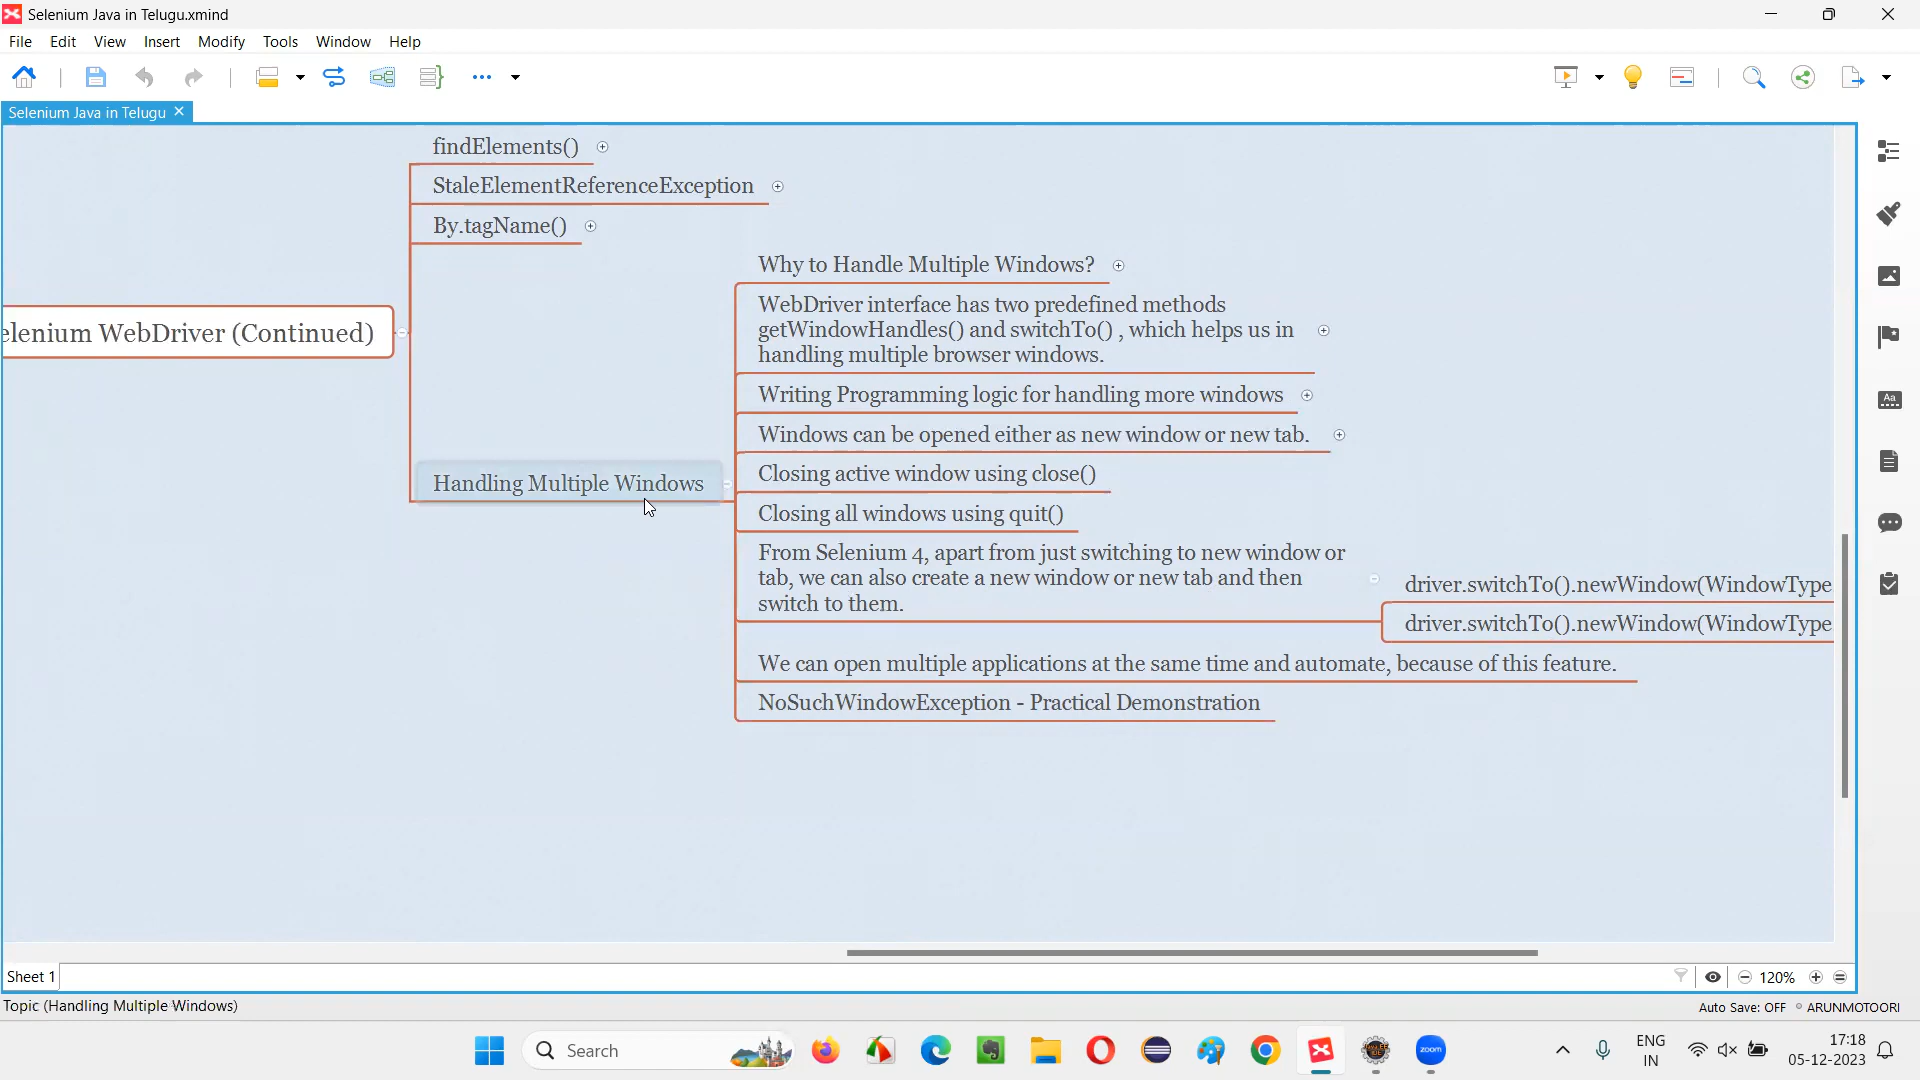 Selenium Java in Telugu.xmind
File Edit View Insert Modify Tools Window Help
Selenium Java in Telugu
findElements()
StaleElementReferenceException
By.tagName()
elenium WebDriver (Continued)
Handling Multiple Windows
Why to Handle Multiple Windows?
WebDriver interface has two predefined methods
getWindowHandles() and switchTo() , which helps us in
handling multiple browser windows.
Writing Programming logic for handling more windows
Windows can be opened either as new window or new tab.
Closing active window using close()
Closing all windows using quit()
From Selenium 4, apart from just switching to new window or
tab, we can also create a new window or new tab and then
switch to them.
driver.switchTo().newWindow(WindowType
driver.switchTo().newWindow(WindowType
We can open multiple applications at the same time and automate, because of this feature.
NoSuchWindowException - Practical Demonstration
Aa
Sheet 1
120%
Topic (Handling Multiple Windows)
Auto Save: OFF ARUNMOTOORI
Search
zoom
ENG
IN
17:18
05-12-2023